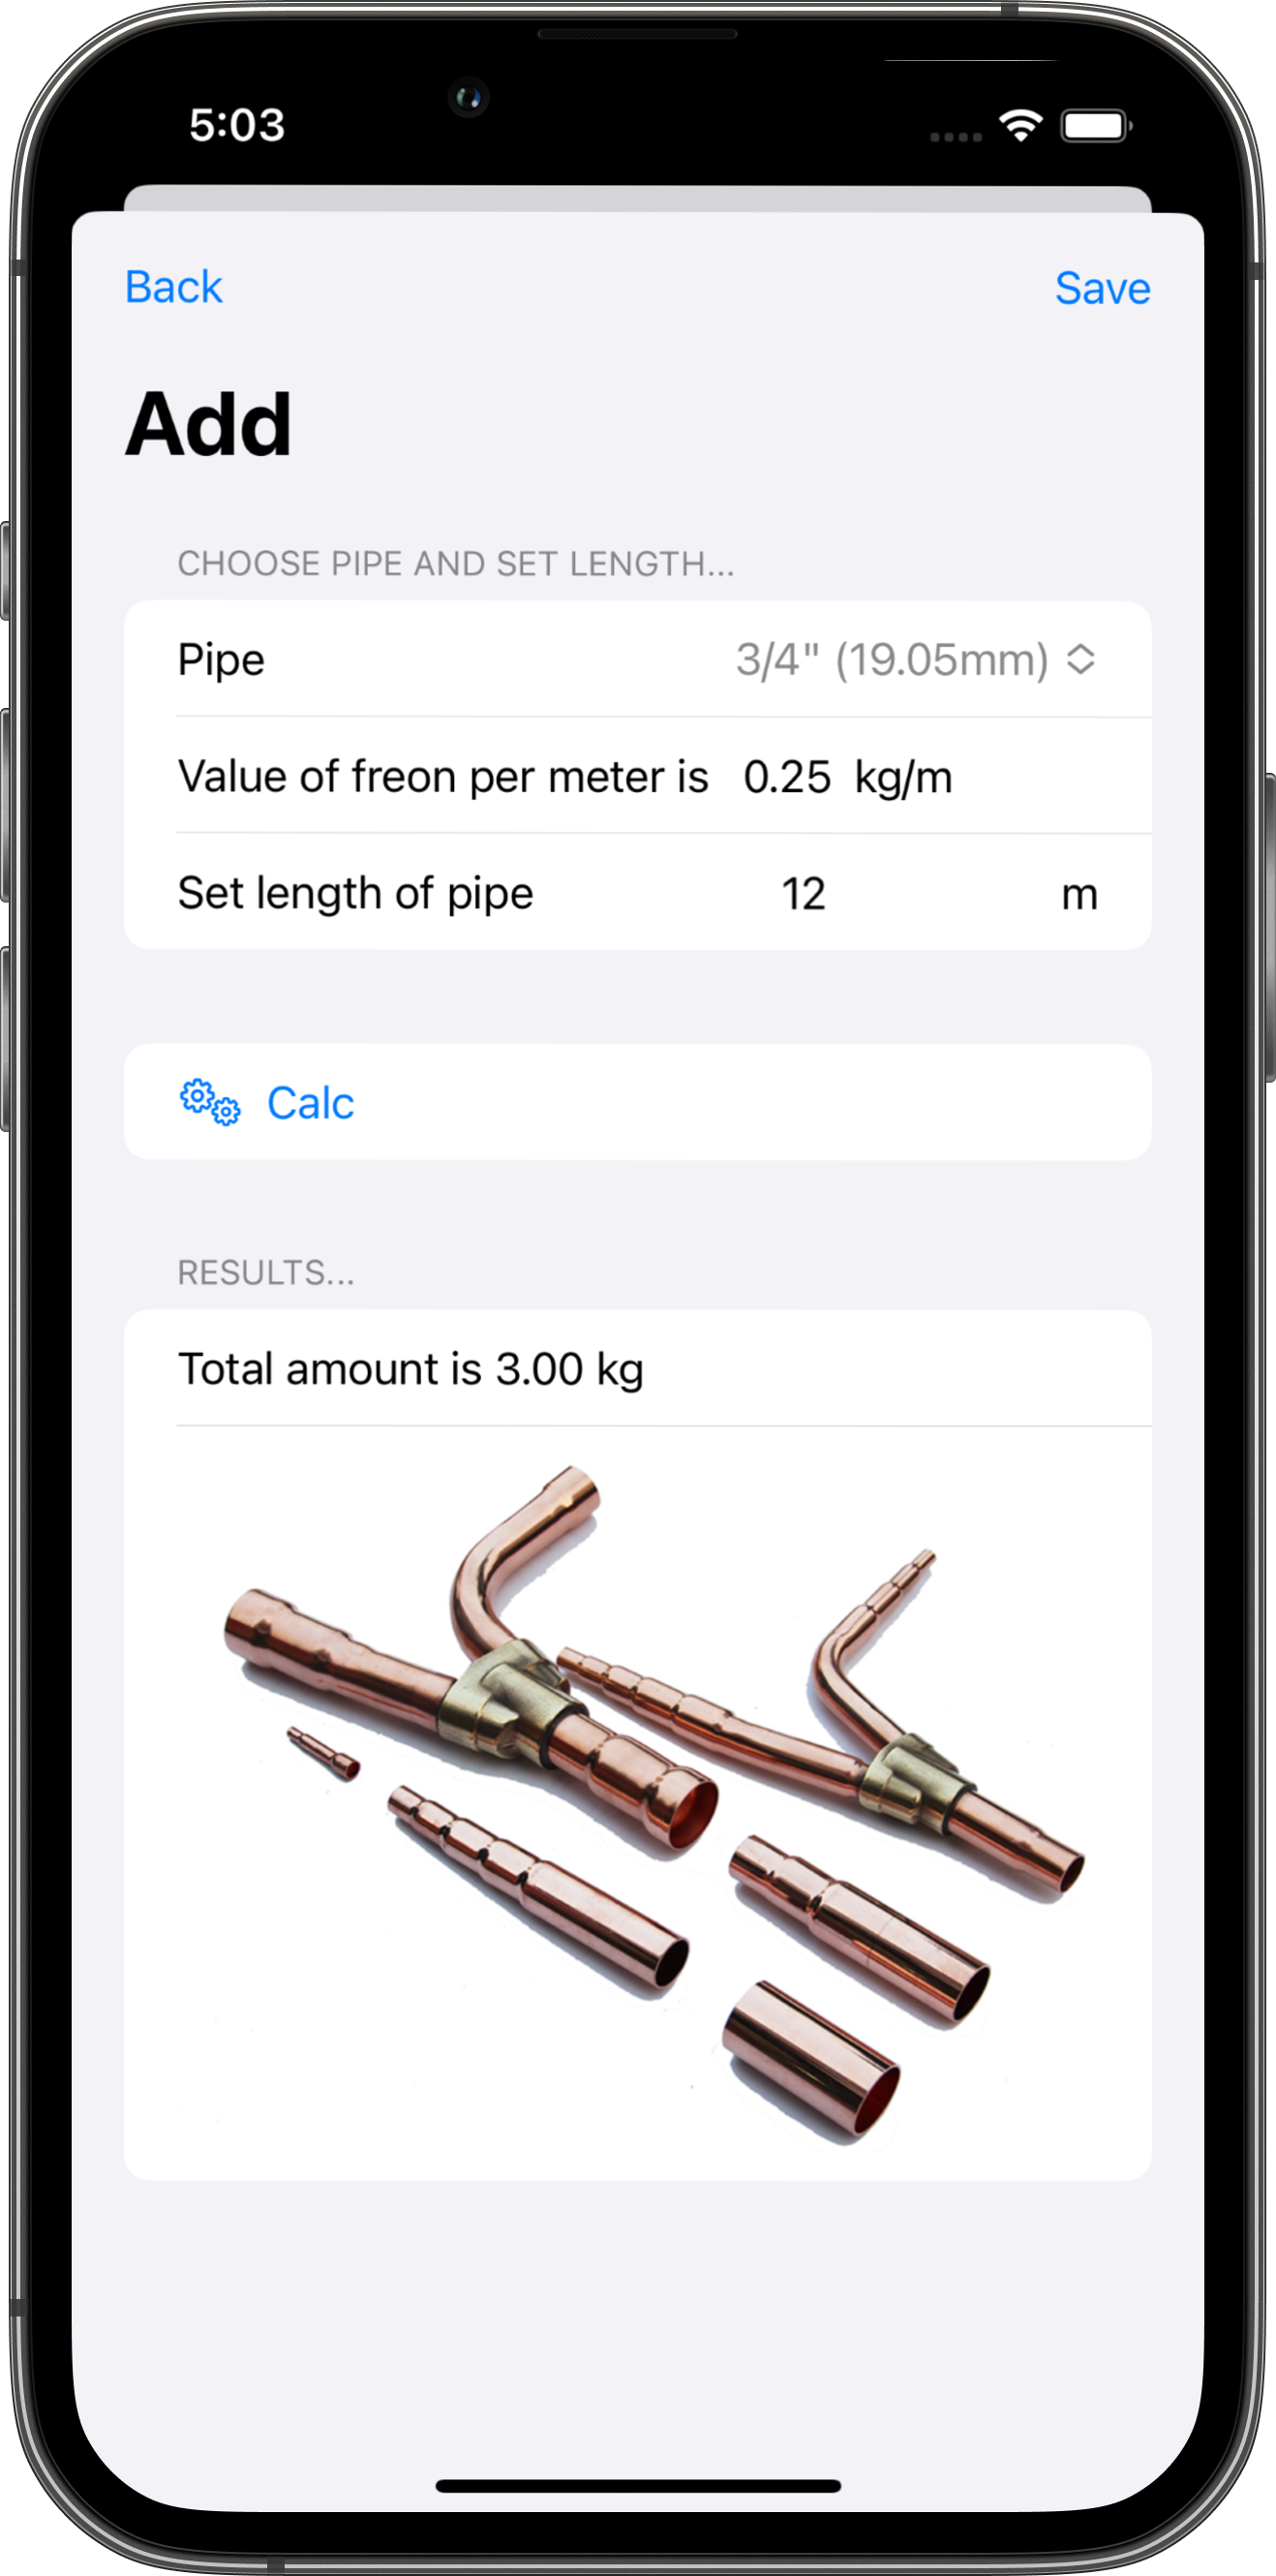 5:03
Back Save
Add
CHOOSE PIPE AND SET LENGTH...
Pipe 3/4" (19.05mm)
Value of freon per meter is 0.25 kg/m
Set length of pipe 12 m
Calc
RESULTS...
Total amount is 3.00 kg